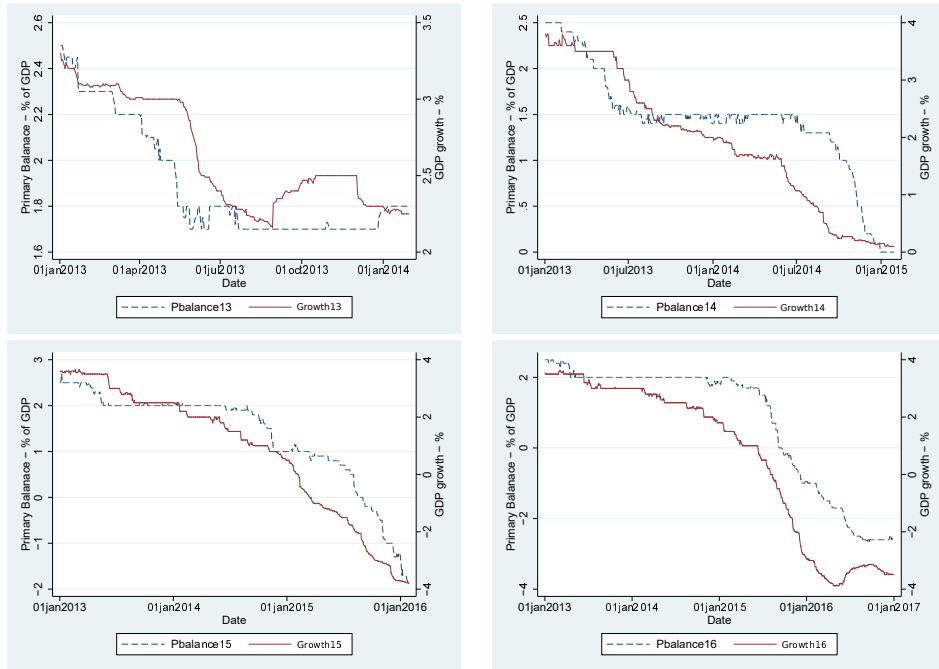 Primary Balanace – % of GDP
1.6 1.8 2 2.2 2.4 2.6
GDP growth – %
2 2.5 3 3.5
01jan2013 01apr2013 01jul2013 01oct2013 01jan2014
Date
Pbalance13 Growth13
Primary Balanace – % of GDP
0 .5 1 1.5 2 2.5
GDP growth – %
0 1 2 3 4
01jan2013 01jul2013 01jan2014 01jul2014 01jan2015
Date
Pbalance14 Growth14
Primary Balanace – % of GDP
−2 −1 0 1 2 3
GDP growth – %
−4 −2 0 2 4
01jan2013 01jan2014 01jan2015 01jan2016
Date
Pbalance15 Growth15
Primary Balanace – % of GDP
−4 −2 0 2
GDP growth – %
−4 −2 0 2 4
01jan2013 01jan2014 01jan2015 01jan2016 01jan2017
Date
Pbalance16 Growth16